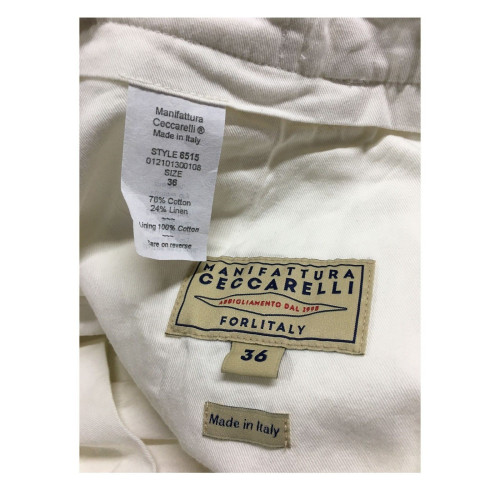 Manifattura
Ceccarelli ®
Made in Italy
STYLE 6515
012101300108
SIZE
36
76% Cotton
24% Linen
Lining 100% Cotton
Care on reverse
MANIFATTURA
CECCARELLI
ABBIGLIAMENTO DAL 1998
FORLITALY
36
Made in Italy